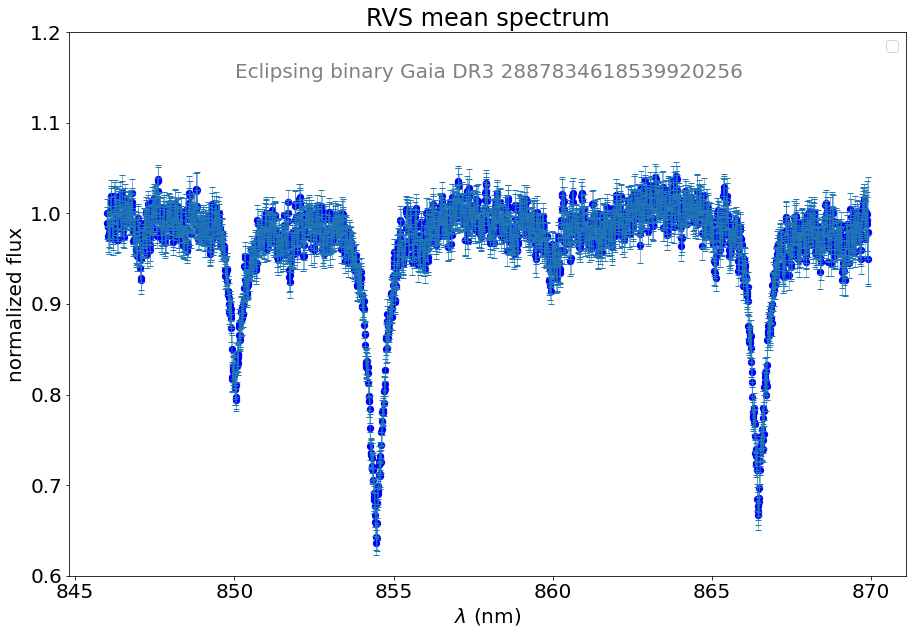 RVS mean spectrum
Eclipsing binary Gaia DR3 2887834618539920256
1.2
1.1
1.0
0.9
0.8
0.7
0.6
normalized flux
845 850 855 860 865 870
λ (nm)